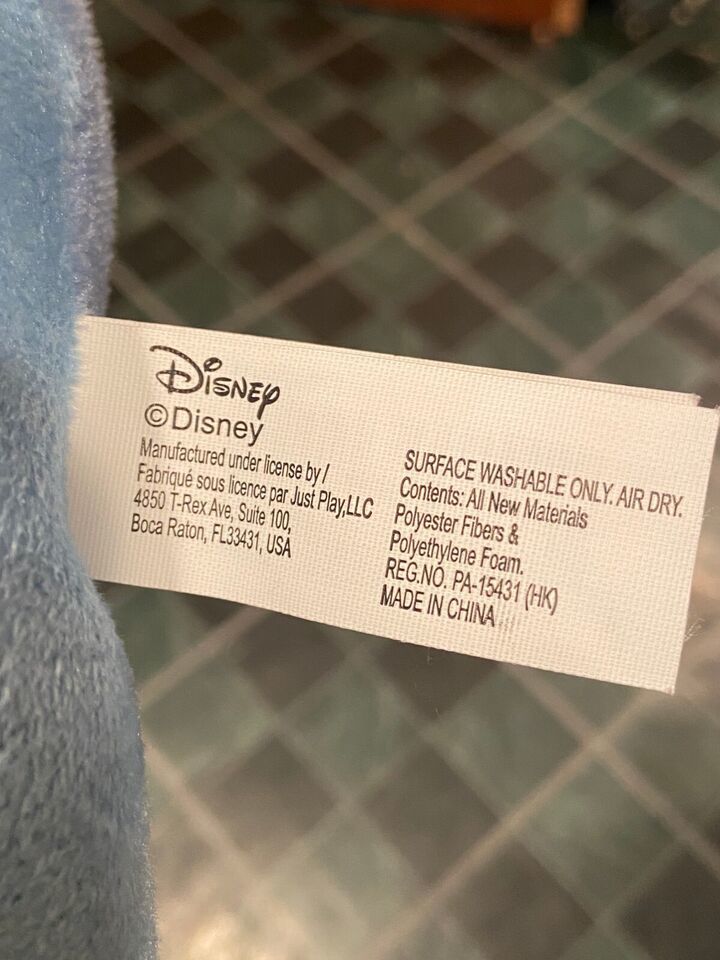 Disney
©Disney
Manufactured under license by /
Fabriqué sous licence par Just Play,LLC
4850 T-Rex Ave, Suite 100,
Boca Raton, FL33431, USA
SURFACE WASHABLE ONLY. AIR DRY.
Contents: All New Materials
Polyester Fibers &
Polyethylene Foam.
REG.NO. PA-15431 (HK)
MADE IN CHINA